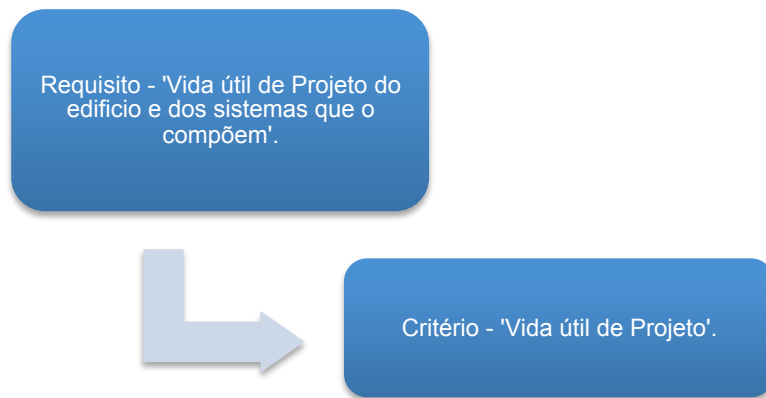 Requisito - 'Vida útil de Projeto do
edificio e dos sistemas que o
compõem'.
Critério - 'Vida útil de Projeto'.